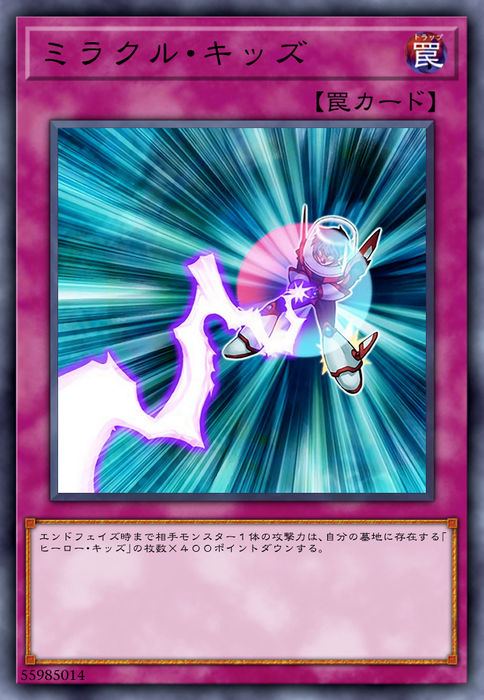 ミラクル・キッズ
トラップ
罠
【罠カード】
エンドフェイズ時まで相手モンスター1体の攻撃力は、自分の墓地に存在する「
ヒーロー・キッズ」の枚数×400ポイントダウンする。
55985014